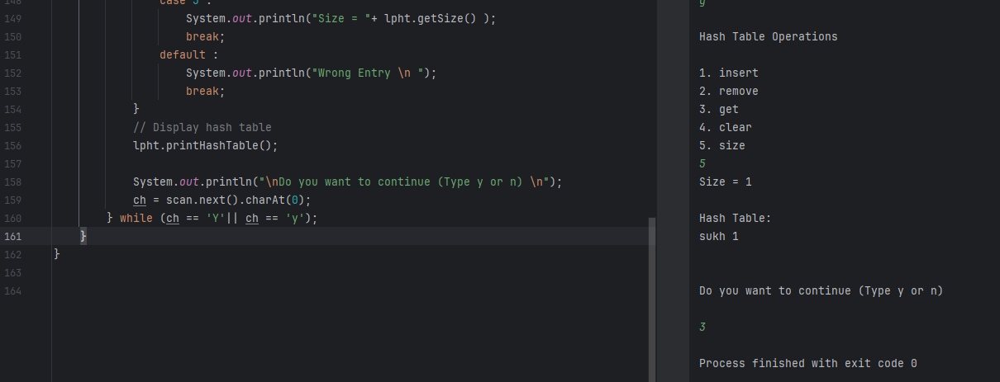 148 case 5 :
149 System.out.println("Size = "+ lpht.getSize() );
150 break;
151 default :
152 System.out.println("Wrong Entry \n ");
153 break;
154 }
155 // Display hash table
156 lpht.printHashTable();
157
158 System.out.println("\nDo you want to continue (Type y or n) \n");
159 ch = scan.next().charAt(0);
160 } while (ch == 'Y'|| ch == 'y');
161 }
162 }
163
164
Hash Table Operations
1. insert
2. remove
3. get
4. clear
5. size
5
Size = 1
Hash Table:
sukh 1
Do you want to continue (Type y or n)
3
Process finished with exit code 0